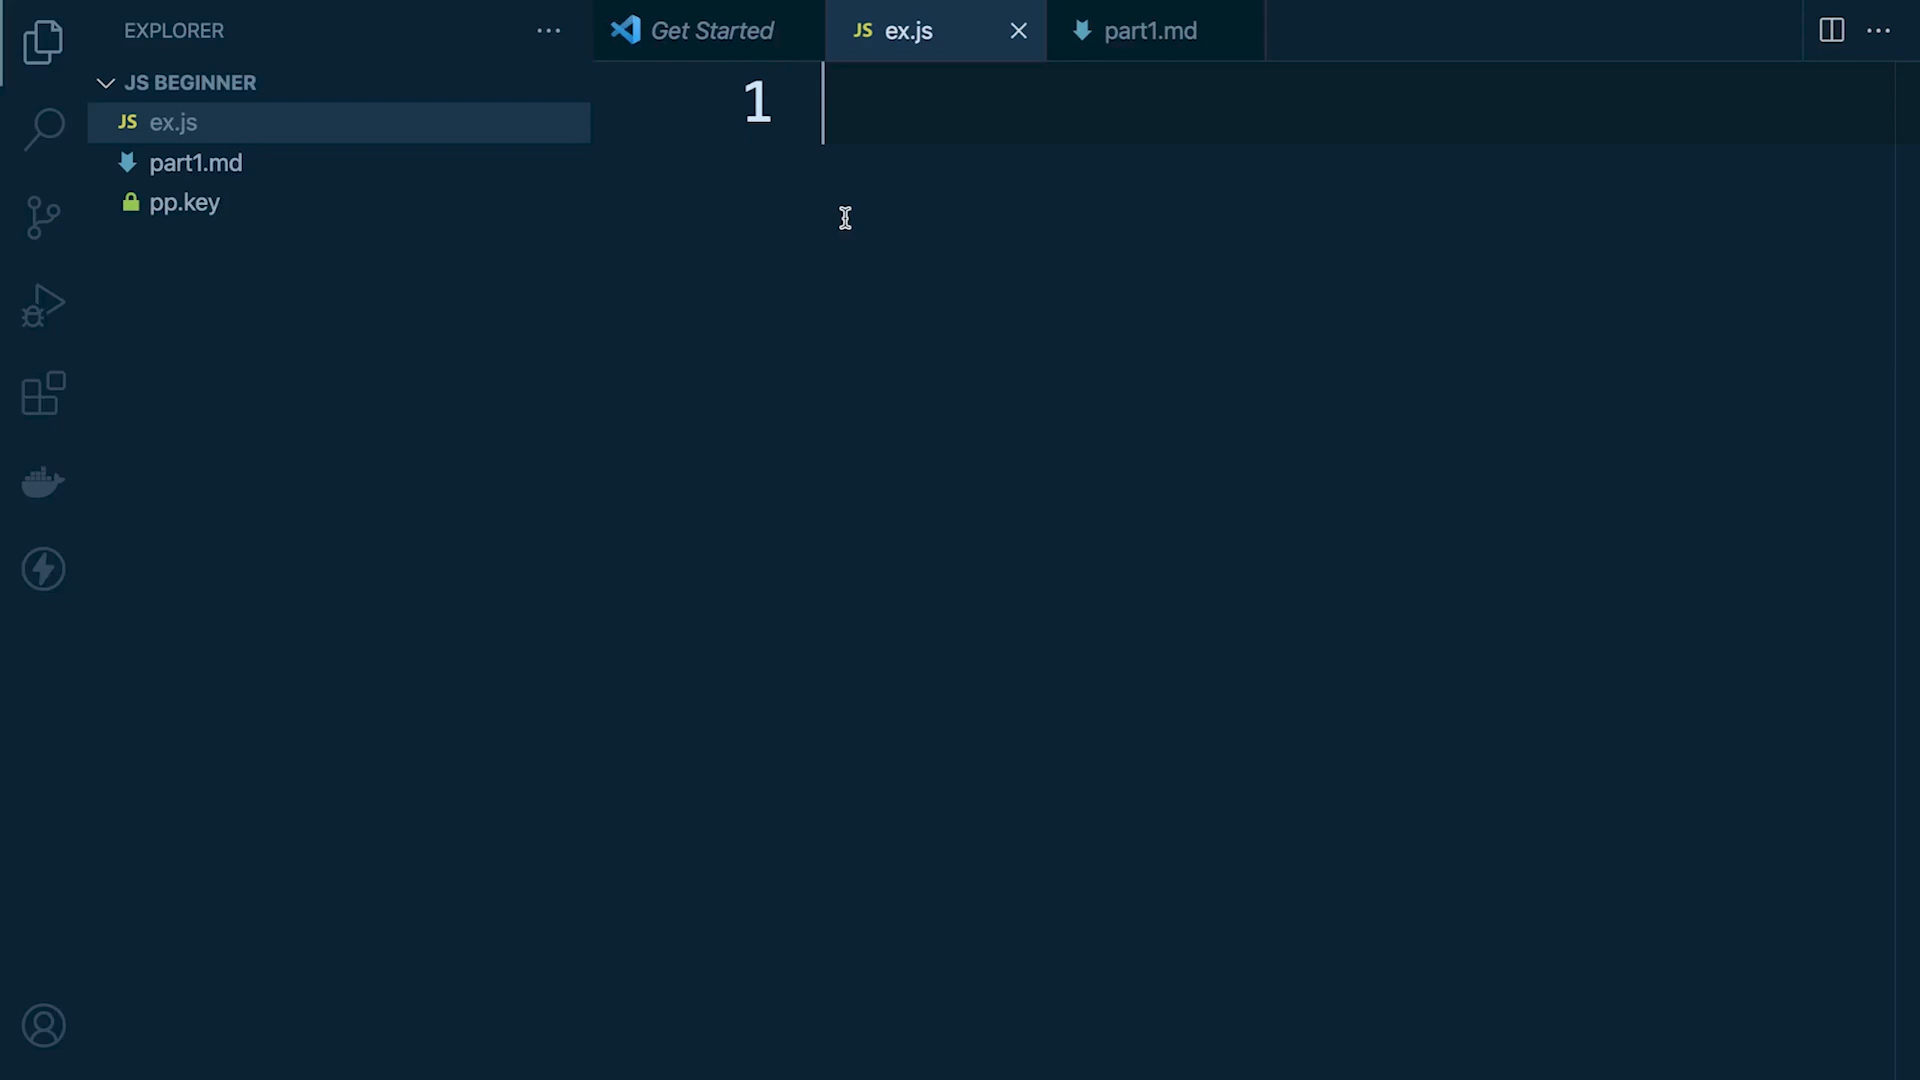 EXPLORER
JS BEGINNER
JS ex.js
part1.md
pp.key
Get Started
JS ex.js
part1.md
1